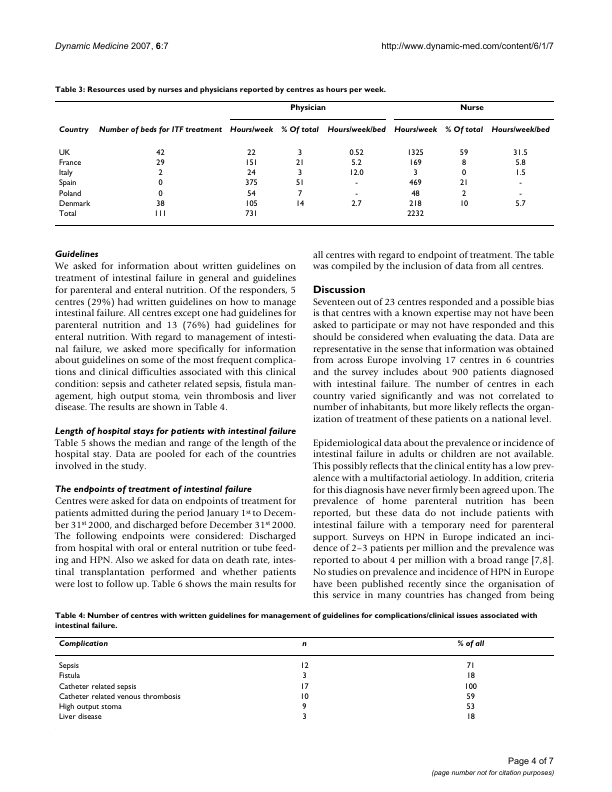 Dynamic Medicine 2007, 6:7
http://www.dynamic-med.com/content/6/1/7
Table 3: Resources used by nurses and physicians reported by centres as hours per week.
Physician Nurse
Country Number of beds for ITF treatment Hours/week % Of total Hours/week/bed Hours/week % Of total Hours/week/bed
UK 42 22 3 0.52 1325 59 31.5
France 29 151 21 5.2 169 8 5.8
Italy 2 24 3 12.0 3 0 1.5
Spain 0 375 51 - 469 21 -
Poland 0 54 7 - 48 2 -
Denmark 38 105 14 2.7 218 10 5.7
Total 111 731 2232
Guidelines
We asked for information about written guidelines on
treatment of intestinal failure in general and guidelines
for parenteral and enteral nutrition. Of the responders, 5
centres (29%) had written guidelines on how to manage
intestinal failure. All centres except one had guidelines for
parenteral nutrition and 13 (76%) had guidelines for
enteral nutrition. With regard to management of intesti-
nal failure, we asked more specifically for information
about guidelines on some of the most frequent complica-
tions and clinical difficulties associated with this clinical
condition: sepsis and catheter related sepsis, fistula man-
agement, high output stoma, vein thrombosis and liver
disease. The results are shown in Table 4.
Length of hospital stays for patients with intestinal failure
Table 5 shows the median and range of the length of the
hospital stay. Data are pooled for each of the countries
involved in the study.
The endpoints of treatment of intestinal failure
Centres were asked for data on endpoints of treatment for
patients admitted during the period January 1st to Decem-
ber 31st 2000, and discharged before December 31st 2000.
The following endpoints were considered: Discharged
from hospital with oral or enteral nutrition or tube feed-
ing and HPN. Also we asked for data on death rate, intes-
tinal transplantation performed and whether patients
were lost to follow up. Table 6 shows the main results for
all centres with regard to endpoint of treatment. The table
was compiled by the inclusion of data from all centres.
Discussion
Seventeen out of 23 centres responded and a possible bias
is that centres with a known expertise may not have been
asked to participate or may not have responded and this
should be considered when evaluating the data. Data are
representative in the sense that information was obtained
from across Europe involving 17 centres in 6 countries
and the survey includes about 900 patients diagnosed
with intestinal failure. The number of centres in each
country varied significantly and was not correlated to
number of inhabitants, but more likely reflects the organ-
ization of treatment of these patients on a national level.
Epidemiological data about the prevalence or incidence of
intestinal failure in adults or children are not available.
This possibly reflects that the clinical entity has a low prev-
alence with a multifactorial aetiology. In addition, criteria
for this diagnosis have never firmly been agreed upon. The
prevalence of home parenteral nutrition has been
reported, but these data do not include patients with
intestinal failure with a temporary need for parenteral
support. Surveys on HPN in Europe indicated an inci-
dence of 2–3 patients per million and the prevalence was
reported to about 4 per million with a broad range [7,8].
No studies on prevalence and incidence of HPN in Europe
have been published recently since the organisation of
this service in many countries has changed from being
Table 4: Number of centres with written guidelines for management of guidelines for complications/clinical issues associated with
intestinal failure.
Complication n % of all
Sepsis 12 71
Fistula 3 18
Catheter related sepsis 17 100
Catheter related venous thrombosis 10 59
High output stoma 9 53
Liver disease 3 18
Page 4 of 7
(page number not for citation purposes)